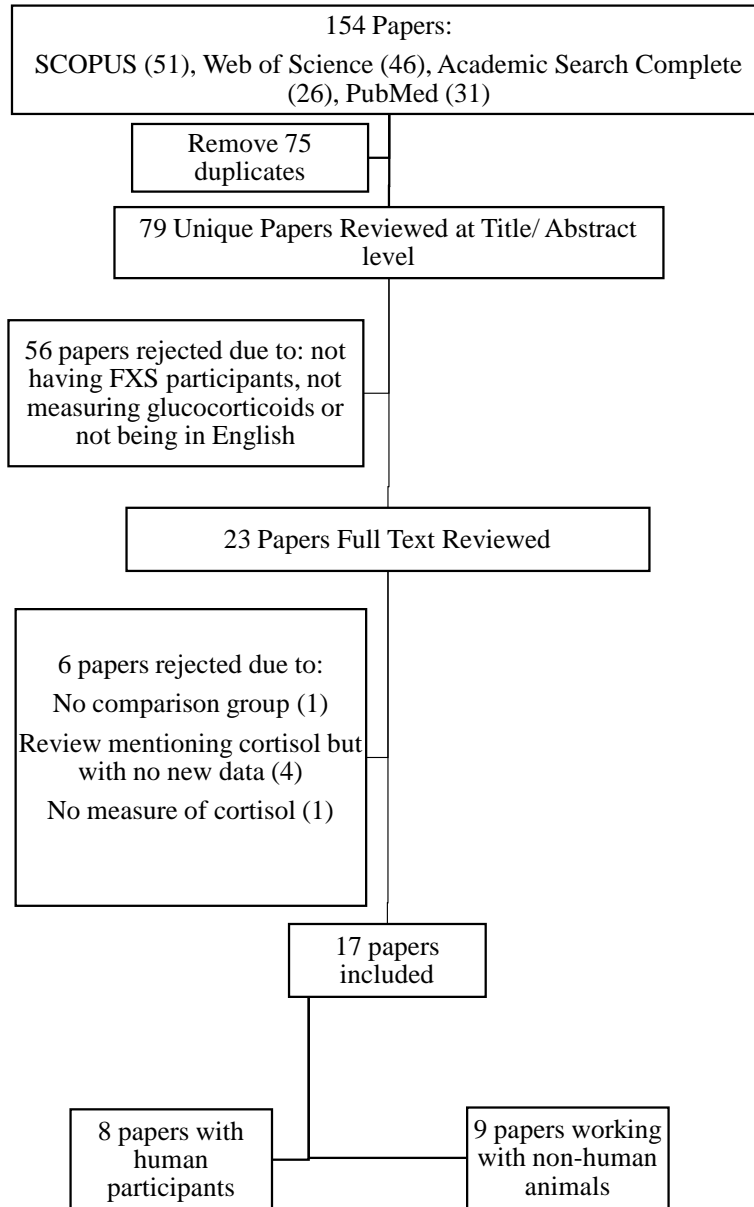 154 Papers:
SCOPUS (51), Web of Science (46), Academic Search Complete
(26), PubMed (31)
Remove 75
duplicates
79 Unique Papers Reviewed at Title/ Abstract
level
56 papers rejected due to: not
having FXS participants, not
measuring glucocorticoids or
not being in English
23 Papers Full Text Reviewed
6 papers rejected due to:
No comparison group (1)
Review mentioning cortisol but
with no new data (4)
No measure of cortisol (1)
17 papers
included
8 papers with
human
participants
9 papers working
with non-human
animals